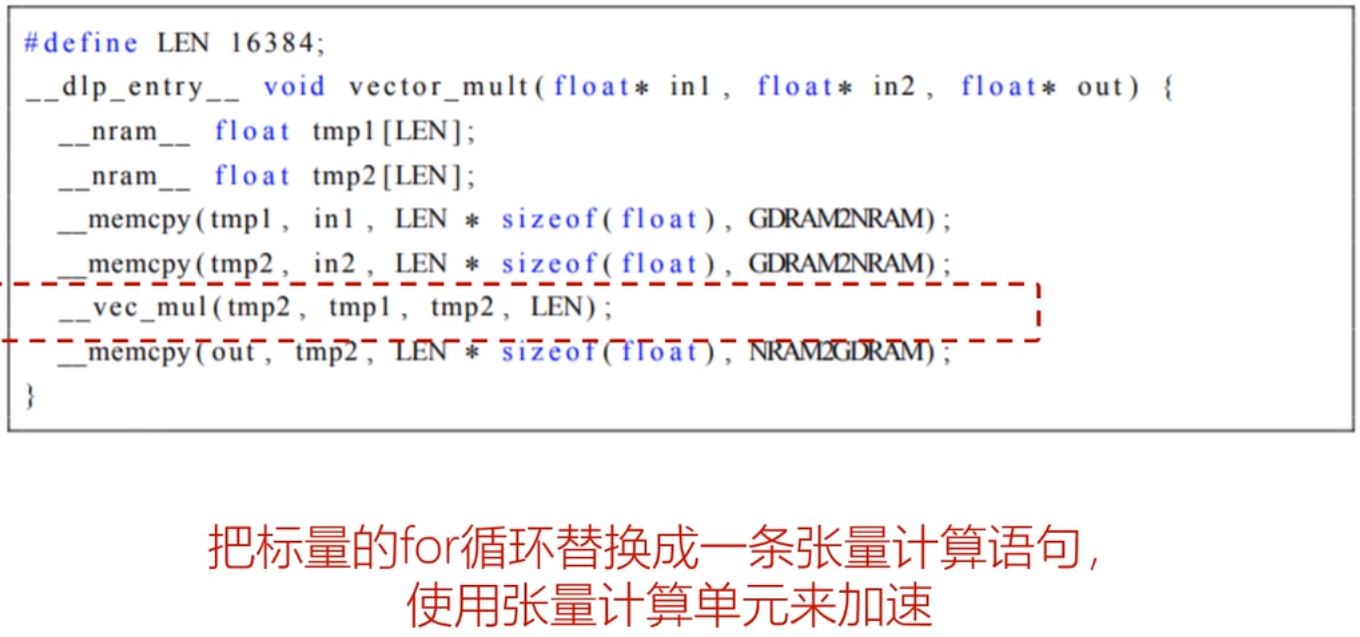 #define LEN 16384;
__dlp_entry__ void vector_mult(float* in1, float* in2, float* out) {
__nram__ float tmp1[LEN];
__nram__ float tmp2[LEN];
__memcpy(tmp1, in1, LEN * sizeof(float), GDRAM2NRAM);
__memcpy(tmp2, in2, LEN * sizeof(float), GDRAM2NRAM);
__vec_mul(tmp2, tmp1, tmp2, LEN);
__memcpy(out, tmp2, LEN * sizeof(float), NRAM2GDRAM);
}
把标量的for循环替换成一条张量计算语句,
使用张量计算单元来加速